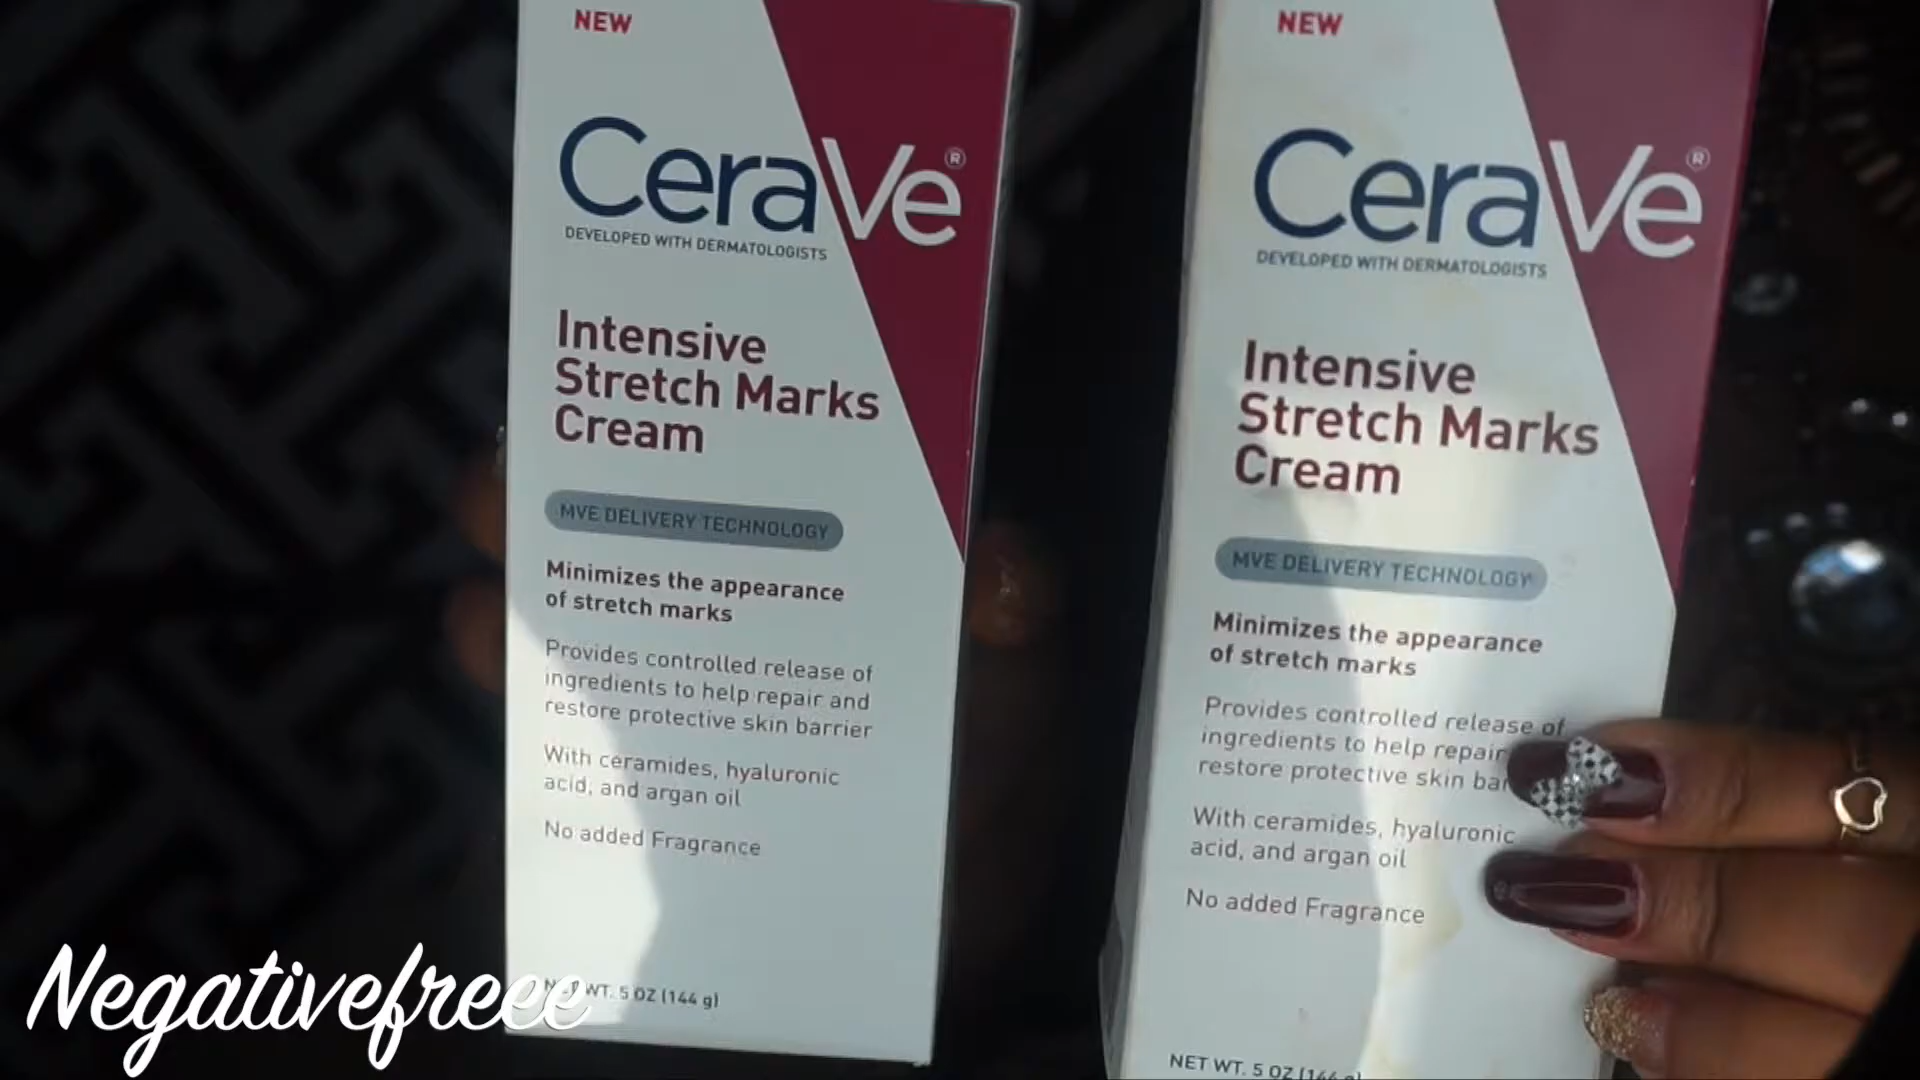 NEW
CeraVe®
DEVELOPED WITH DERMATOLOGISTS
Intensive
Stretch Marks
Cream
MVE DELIVERY TECHNOLOGY
Minimizes the appearance
of stretch marks
Provides controlled release of
ingredients to help repair and
restore protective skin barrier
With ceramides, hyaluronic
acid, and argan oil
No added Fragrance
WT. 5 OZ (144 g)
NEW
CeraVe®
DEVELOPED WITH DERMATOLOGISTS
Intensive
Stretch Marks
Cream
MVE DELIVERY TECHNOLOGY
Minimizes the appearance
of stretch marks
Provides controlled release of
ingredients to help repair
restore protective skin
With ceramides, hyaluronic
acid, and argan oil
No added Fragrance
NET WT. 5 OZ
Negativefreee